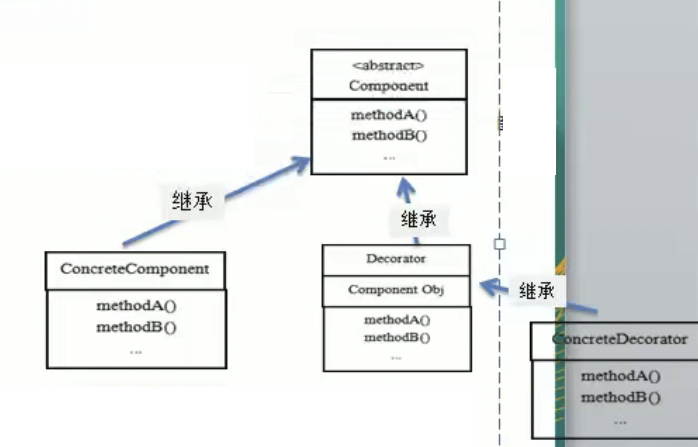 <abstract>
Component
methodA()
methodB()
...
继承
继承
ConcreteComponent
methodA()
methodB()
...
Decorator
Component Obj
methodA()
methodB()
...
继承
ConcreteDecorator
methodA()
methodB()
...